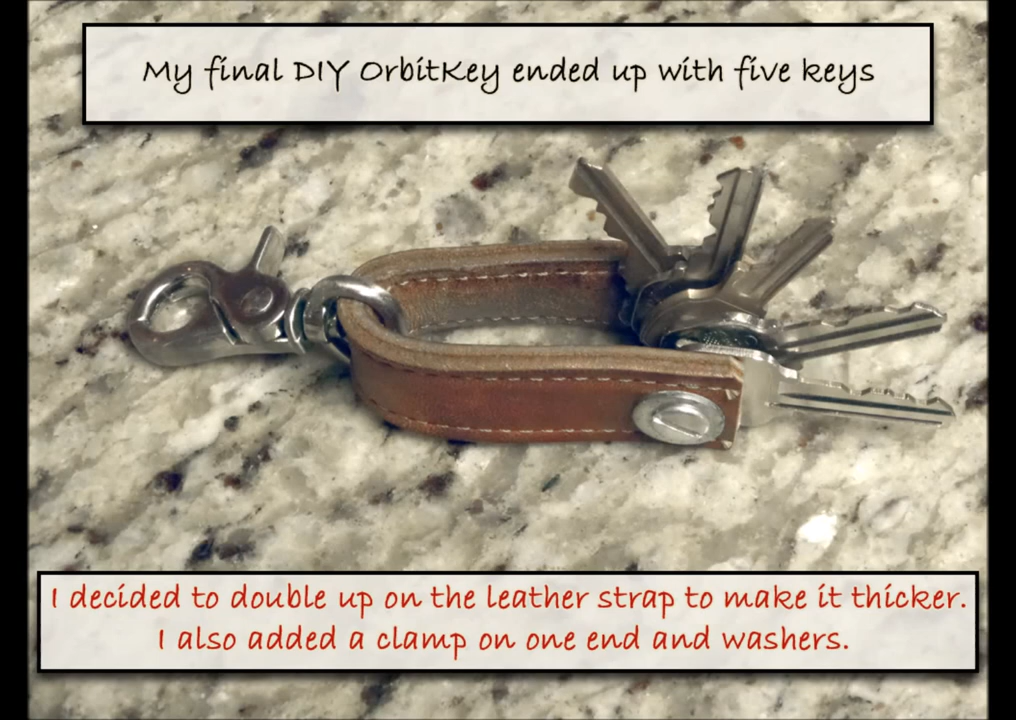 My final DIY OrbitKey ended up with five keys
I decided to double up on the leather strap to make it thicker.
I also added a clamp on one end and washers.